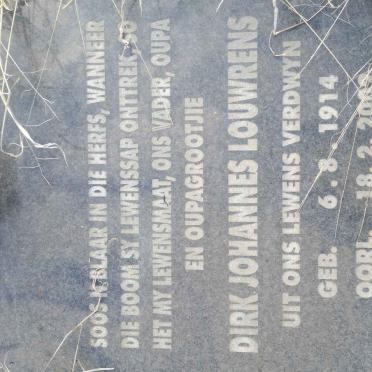 SOOS 'N BLAAR IN DIE HERFS, WANNEER
DIE BOOM SY LEWENSSAP ONTTREK, SO
HET MY LEWENSMAAT, ONS VADER, OUPA
EN OUPAGROOTJIE
DIRK JOHANNES LOUWRENS
UIT ONS LEWENS VERDWYN
GEB. 6. 8. 1914
OORL. 18. 2.